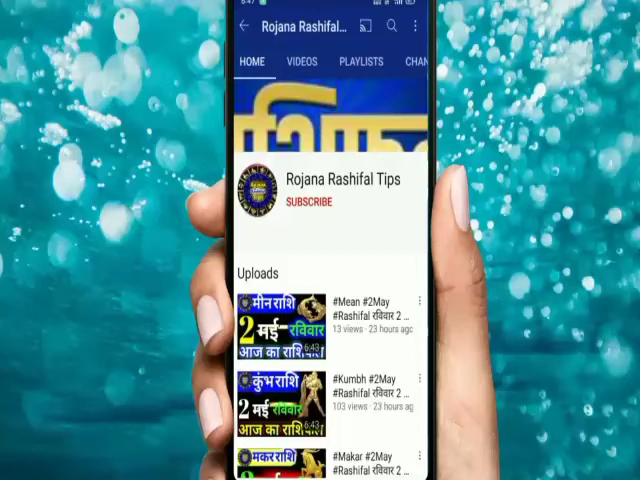 Rojana Rashifal...
HOME VIDEOS PLAYLISTS CHAN
राशिफल
Rojana Rashifal Tips
SUBSCRIBE
Uploads
मीन राशि
2 मई रविवार
आज का राशिफल
6:43
#Mean #2May
#Rashifal रविवार 2 ...
13 views · 23 hours ago
कुंभ राशि
2 मई रविवार
आज का राशिफल
6:43
#Kumbh #2May
#Rashifal रविवार 2 ...
103 views · 23 hours ag
मकर राशि
#Makar #2May
#Rashifal रविवार 2 ...